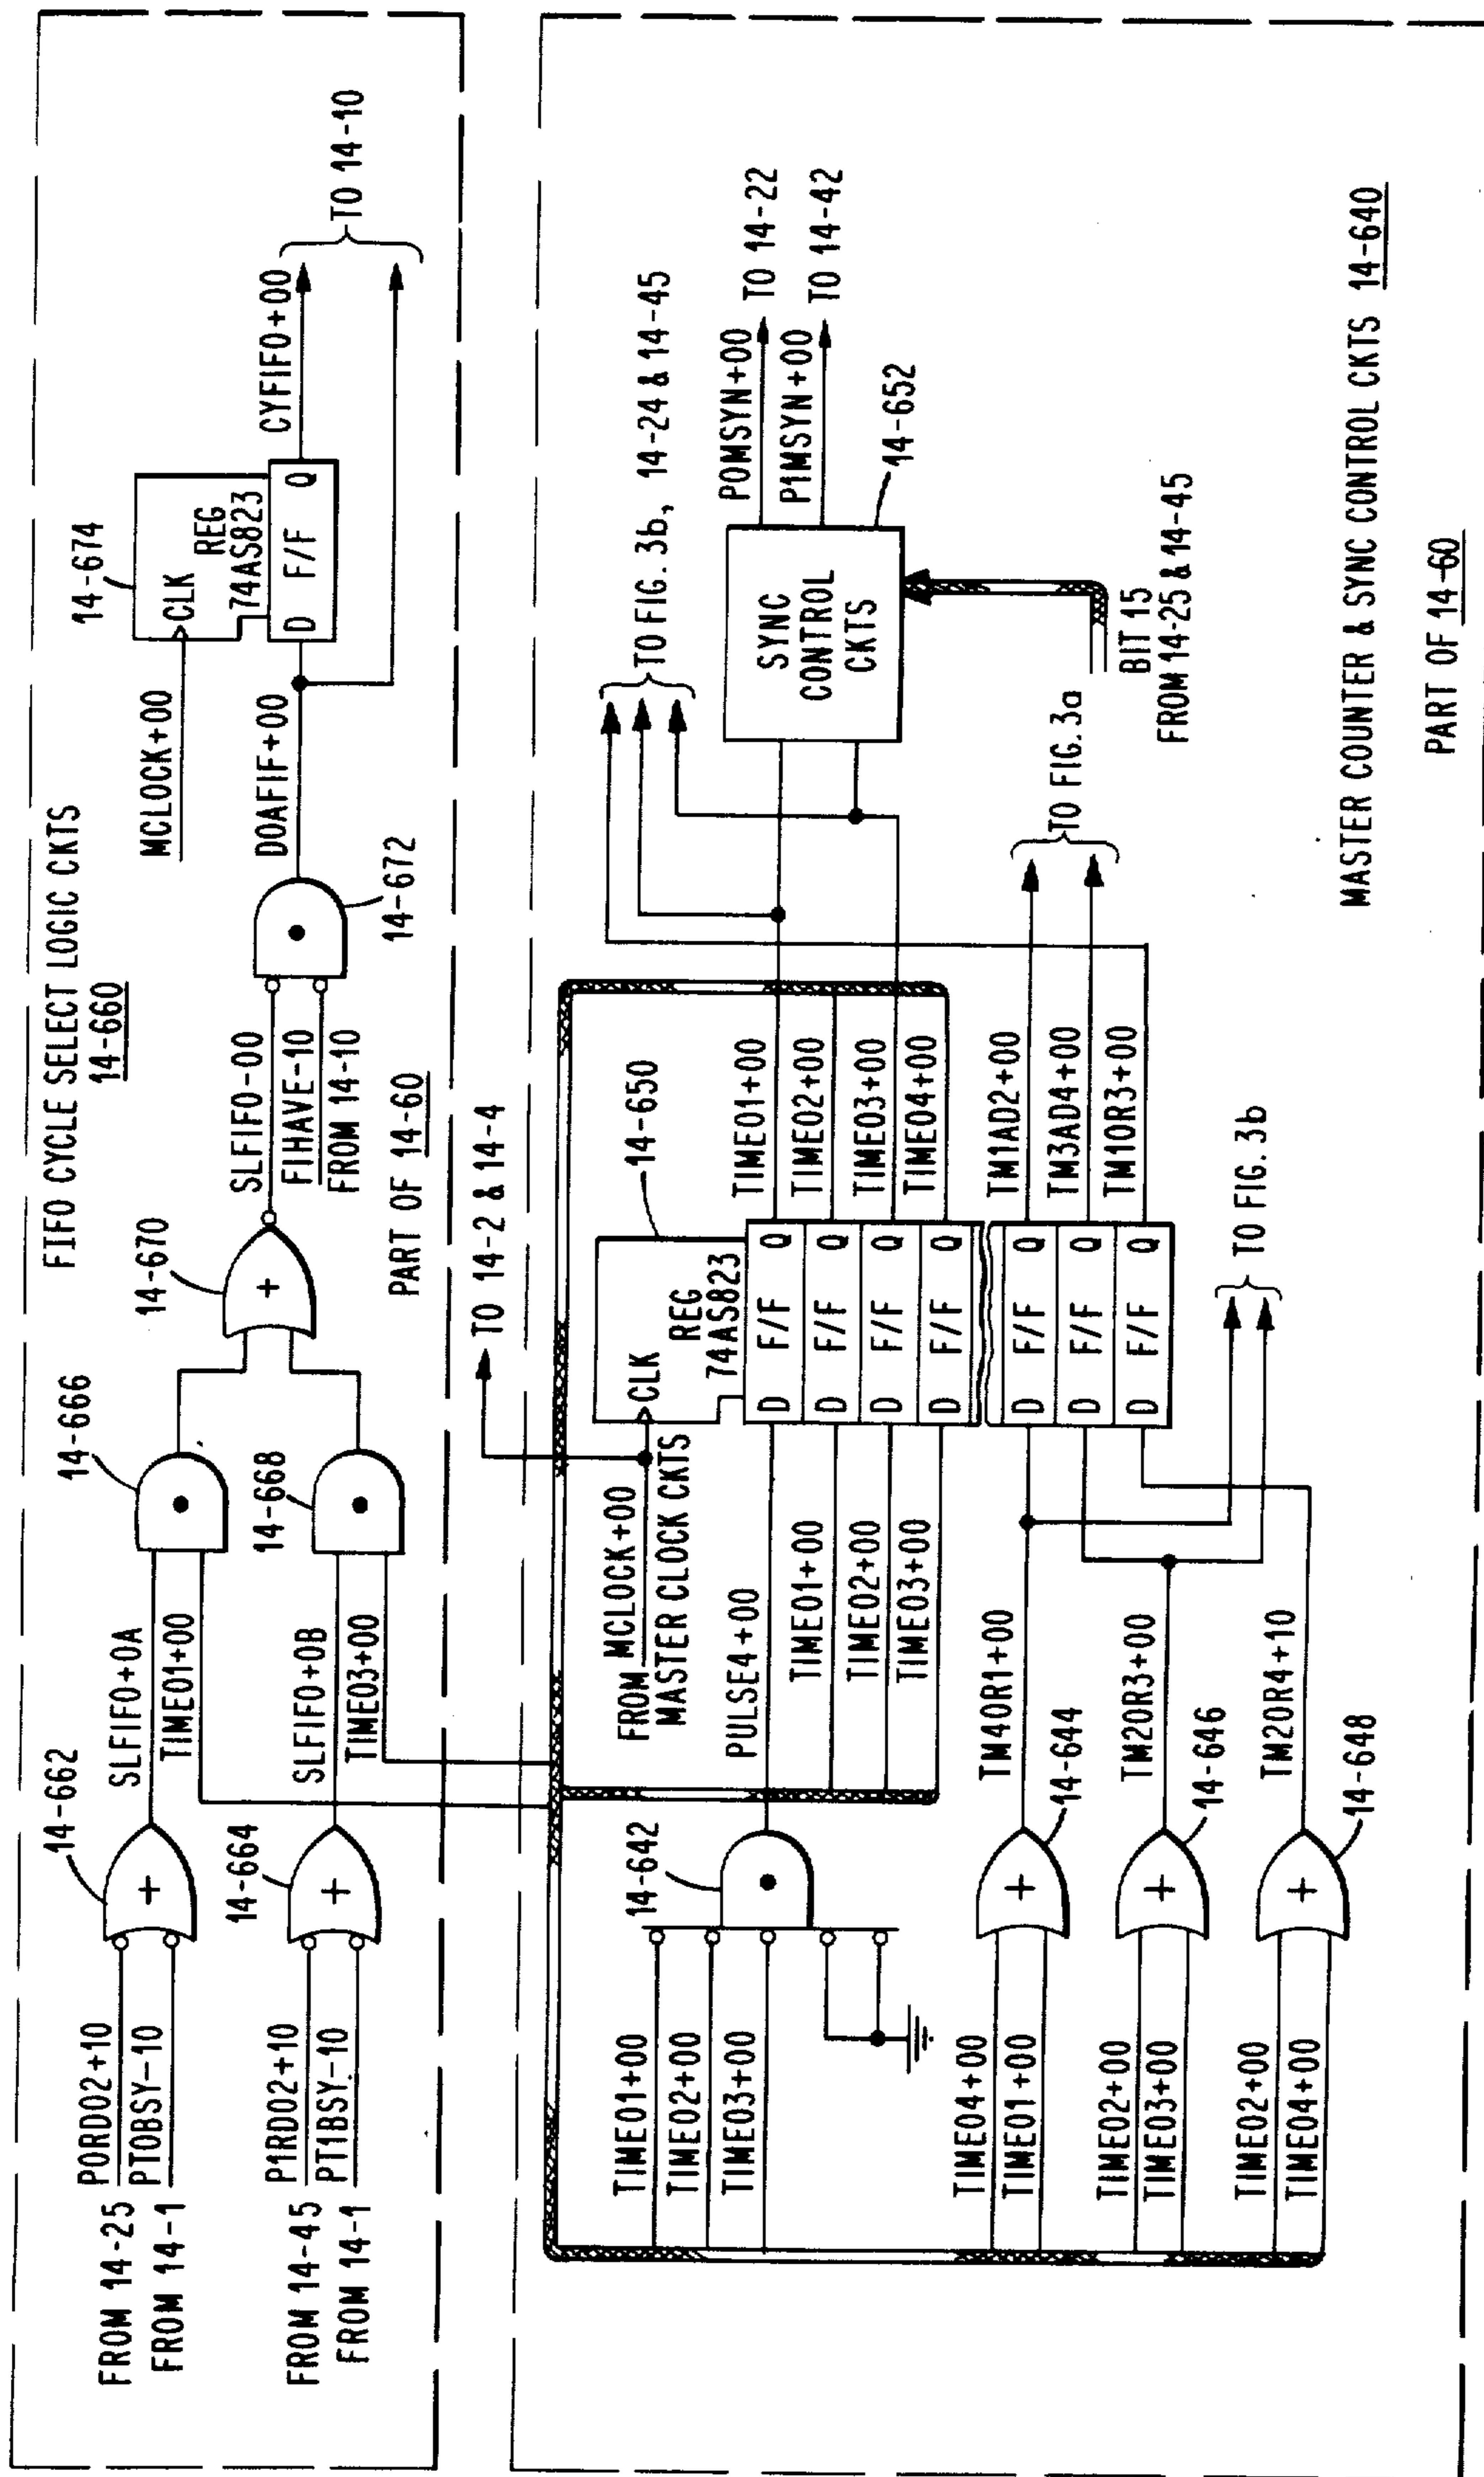 FIFO CYCLE SELECT LOGIC CKTS
14-660
FROM 14-25 P0RD02+10
FROM 14-1 PT0BSY-10
14-662
SLFIFO+0A
TIME01+00
14-666
FROM 14-45 P1RD02+10
FROM 14-1 PT1BSY-10
14-664
SLFIFO+0B
TIME03+00
14-668
14-670
SLFIFO-00
FIHAVE-10
FROM 14-10
14-672
DOAFIF+00
MCLOCK+00
14-674
CLK
REG
74AS823
D F/F Q
CYFIFO+00
TO 14-10
PART OF 14-60
TO 14-2 & 14-4
FROM MCLOCK+00
MASTER CLOCK CKTS
14-650
CLK
REG
74AS823
TIME01+00
TIME02+00
TIME03+00
14-642
PULSE4+00
TIME01+00
TIME02+00
TIME03+00
D F/F Q
D F/F Q
D F/F Q
D F/F Q
TIME01+00
TIME02+00
TIME03+00
TIME04+00
TO FIG. 3b, 14-24 & 14-45
SYNC
CONTROL
CKTS
P0MSYN+00 TO 14-22
P1MSYN+00 TO 14-42
14-652
BIT 15
FROM 14-25 & 14-45
TIME04+00
TIME01+00
14-644
TM4OR1+00
TIME02+00
TIME03+00
14-646
TM2OR3+00
TIME02+00
TIME04+00
14-648
TM2OR4+10
D F/F Q
D F/F Q
D F/F Q
TM1AD2+00
TM3AD4+00
TM1OR3+00
TO FIG. 3a
TO FIG. 3b
MASTER COUNTER & SYNC CONTROL CKTS 14-640
PART OF 14-60